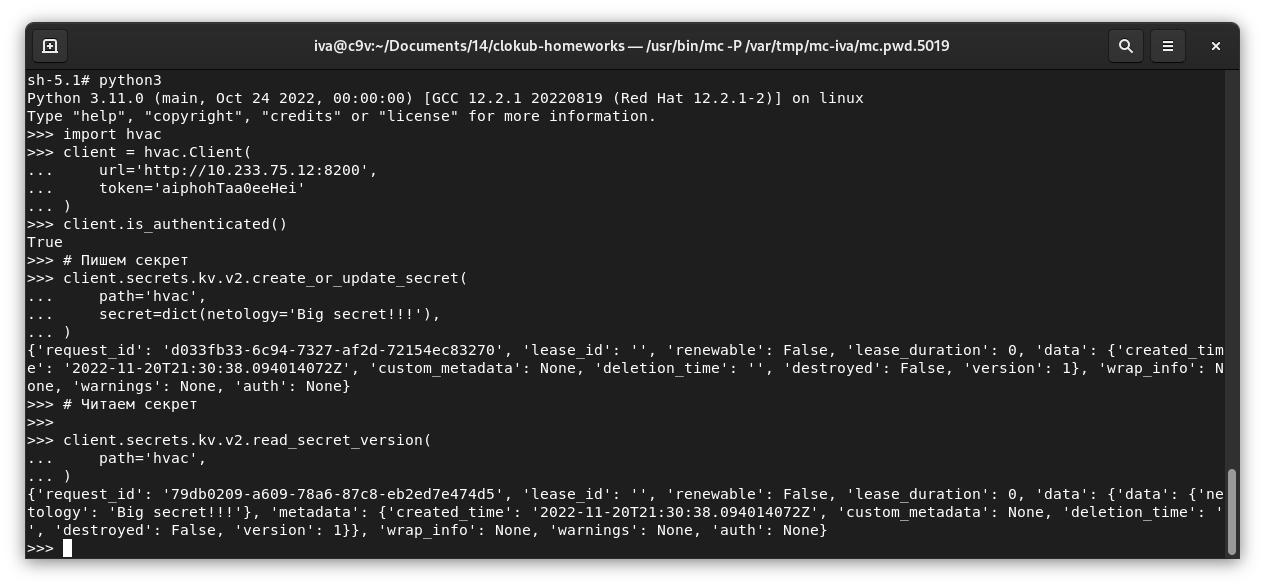 iva@c9v:~/Documents/14/clokub-homeworks — /usr/bin/mc -P /var/tmp/mc-iva/mc.pwd.5019
sh-5.1# python3
Python 3.11.0 (main, Oct 24 2022, 00:00:00) [GCC 12.2.1 20220819 (Red Hat 12.2.1-2)] on linux
Type "help", "copyright", "credits" or "license" for more information.
>>> import hvac
>>> client = hvac.Client(
...     url='http://10.233.75.12:8200',
...     token='aiphohTaa0eeHei'
... )
>>> client.is_authenticated()
True
>>> # Пишем секрет
>>> client.secrets.kv.v2.create_or_update_secret(
...     path='hvac',
...     secret=dict(netology='Big secret!!!'),
... )
{'request_id': 'd033fb33-6c94-7327-af2d-72154ec83270', 'lease_id': '', 'renewable': False, 'lease_duration': 0, 'data': {'created_tim
e': '2022-11-20T21:30:38.094014072Z', 'custom_metadata': None, 'deletion_time': '', 'destroyed': False, 'version': 1}, 'wrap_info': N
one, 'warnings': None, 'auth': None}
>>> # Читаем секрет
>>>
>>> client.secrets.kv.v2.read_secret_version(
...     path='hvac',
... )
{'request_id': '79db0209-a609-78a6-87c8-eb2ed7e474d5', 'lease_id': '', 'renewable': False, 'lease_duration': 0, 'data': {'data': {'ne
tology': 'Big secret!!!'}, 'metadata': {'created_time': '2022-11-20T21:30:38.094014072Z', 'custom_metadata': None, 'deletion_time': '
', 'destroyed': False, 'version': 1}}, 'wrap_info': None, 'warnings': None, 'auth': None}
>>>